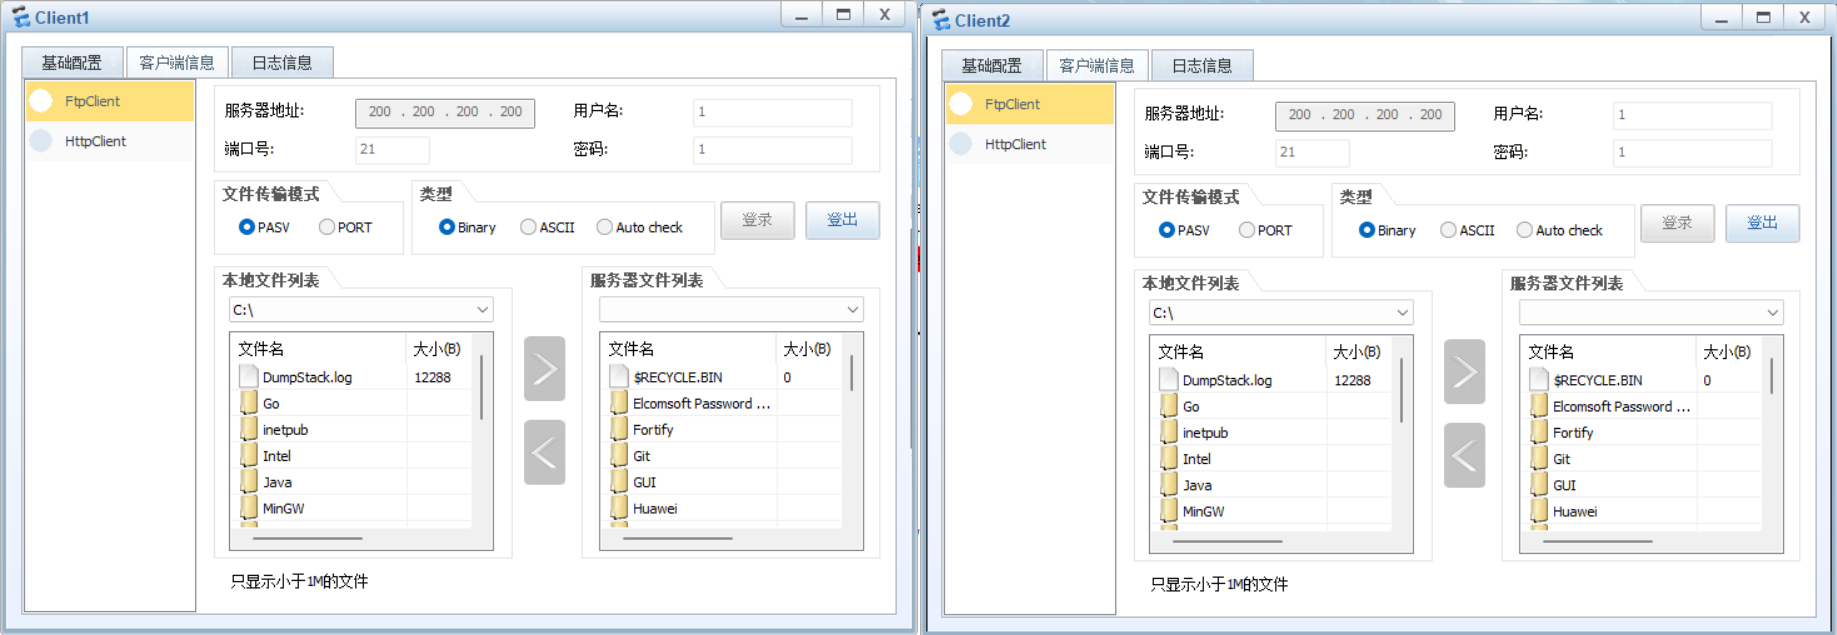 Client1
基础配置 客户端信息 日志信息
FtpClient
HttpClient
服务器地址: 200 . 200 . 200 . 200 用户名: 1
端口号: 21 密码: 1
文件传输模式 类型
PASV PORT Binary ASCII Auto check 登录 登出
本地文件列表 服务器文件列表
C:\
文件名 大小(B) 文件名 大小(B)
DumpStack.log 12288 $RECYCLE.BIN 0
Go Elcomsoft Password ...
inetpub Fortify
Intel Git
Java GUI
MinGW Huawei
只显示小于1M的文件
Client2
基础配置 客户端信息 日志信息
FtpClient
HttpClient
服务器地址: 200 . 200 . 200 . 200 用户名: 1
端口号: 21 密码: 1
文件传输模式 类型
PASV PORT Binary ASCII Auto check 登录 登出
本地文件列表 服务器文件列表
C:\
文件名 大小(B) 文件名 大小(B)
DumpStack.log 12288 $RECYCLE.BIN 0
Go Elcomsoft Password ...
inetpub Fortify
Intel Git
Java GUI
MinGW Huawei
只显示小于1M的文件